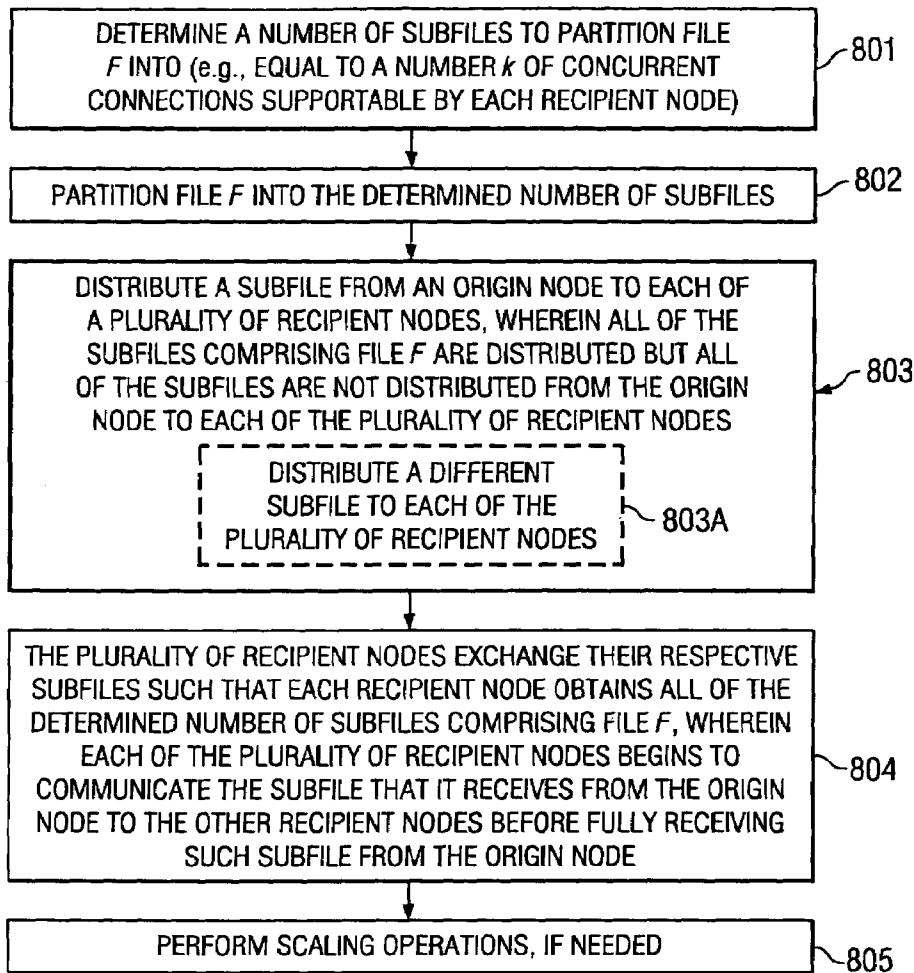 DETERMINE A NUMBER OF SUBFILES TO PARTITION FILE
F INTO (e.g., EQUAL TO A NUMBER k OF CONCURRENT
CONNECTIONS SUPPORTABLE BY EACH RECIPIENT NODE)
801
PARTITION FILE F INTO THE DETERMINED NUMBER OF SUBFILES
802
DISTRIBUTE A SUBFILE FROM AN ORIGIN NODE TO EACH OF
A PLURALITY OF RECIPIENT NODES, WHEREIN ALL OF THE
SUBFILES COMPRISING FILE F ARE DISTRIBUTED BUT ALL
OF THE SUBFILES ARE NOT DISTRIBUTED FROM THE ORIGIN
NODE TO EACH OF THE PLURALITY OF RECIPIENT NODES
803
DISTRIBUTE A DIFFERENT
SUBFILE TO EACH OF THE
PLURALITY OF RECIPIENT NODES
803A
THE PLURALITY OF RECIPIENT NODES EXCHANGE THEIR RESPECTIVE
SUBFILES SUCH THAT EACH RECIPIENT NODE OBTAINS ALL OF THE
DETERMINED NUMBER OF SUBFILES COMPRISING FILE F, WHEREIN
EACH OF THE PLURALITY OF RECIPIENT NODES BEGINS TO
COMMUNICATE THE SUBFILE THAT IT RECEIVES FROM THE ORIGIN
NODE TO THE OTHER RECIPIENT NODES BEFORE FULLY RECEIVING
SUCH SUBFILE FROM THE ORIGIN NODE
804
PERFORM SCALING OPERATIONS, IF NEEDED
805